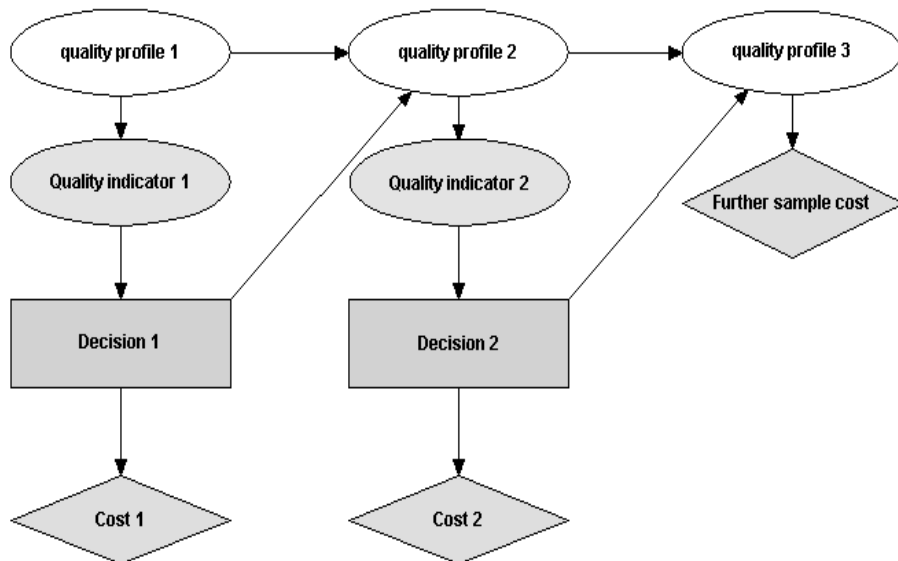 quality profile 1
quality profile 2
quality profile 3
Quality indicator 1
Quality indicator 2
Further sample cost
Decision 1
Decision 2
Cost 1
Cost 2